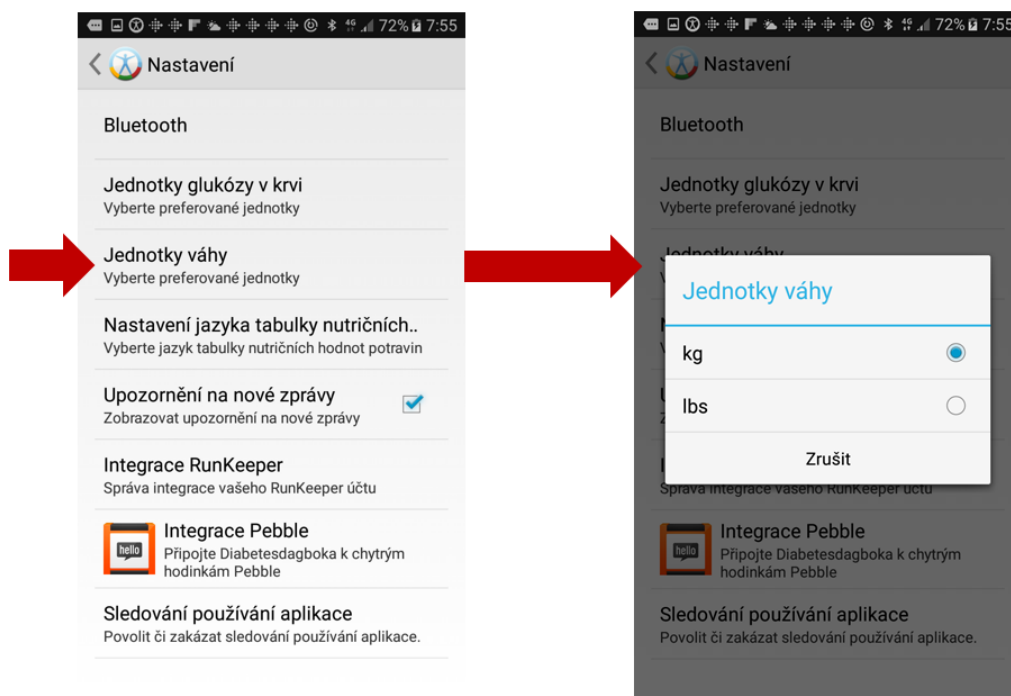 4G 72% 7:55
Nastavení
Bluetooth
Jednotky glukózy v krvi
Vyberte preferované jednotky
Jednotky váhy
Vyberte preferované jednotky
Nastavení jazyka tabulky nutričních..
Vyberte jazyk tabulky nutričních hodnot potravin
Upozornění na nové zprávy
Zobrazovat upozornění na nové zprávy
Integrace RunKeeper
Správa integrace vašeho RunKeeper účtu
hello
Integrace Pebble
Připojte Diabetesdagboka k chytrým
hodinkám Pebble
Sledování používání aplikace
Povolit či zakázat sledování používání aplikace.
4G 72% 7:55
Nastavení
Bluetooth
Jednotky glukózy v krvi
Vyberte preferované jednotky
Jednotky váhy
Jednotky váhy
kg
lbs
Zrušit
Správa integrace vašeho RunKeeper účtu
hello
Integrace Pebble
Připojte Diabetesdagboka k chytrým
hodinkám Pebble
Sledování používání aplikace
Povolit či zakázat sledování používání aplikace.